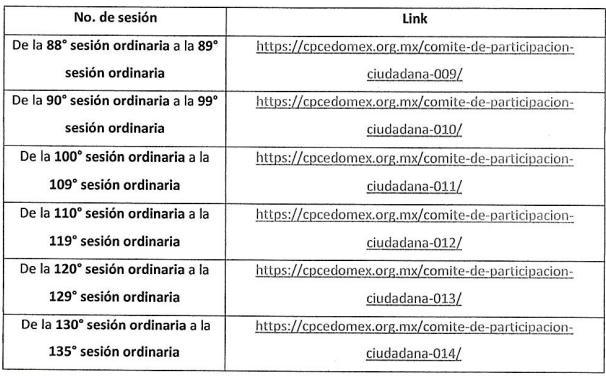 No. de sesión Link
De la 88° sesión ordinaria a la 89° https://cpcedomex.org.mx/comite-de-participacion-
sesión ordinaria ciudadana-009/
De la 90° sesión ordinaria a la 99° https://cpcedomex.org.mx/comite-de-participacion-
sesión ordinaria ciudadana-010/
De la 100° sesión ordinaria a la https://cpcedomex.org.mx/comite-de-participacion-
109° sesión ordinaria ciudadana-011/
De la 110° sesión ordinaria a la https://cpcedomex.org.mx/comite-de-participacion-
119° sesión ordinaria ciudadana-012/
De la 120° sesión ordinaria a la https://cpcedomex.org.mx/comite-de-participacion-
129° sesión ordinaria ciudadana-013/
De la 130° sesión ordinaria a la https://cpcedomex.org.mx/comite-de-participacion-
135° sesión ordinaria ciudadana-014/